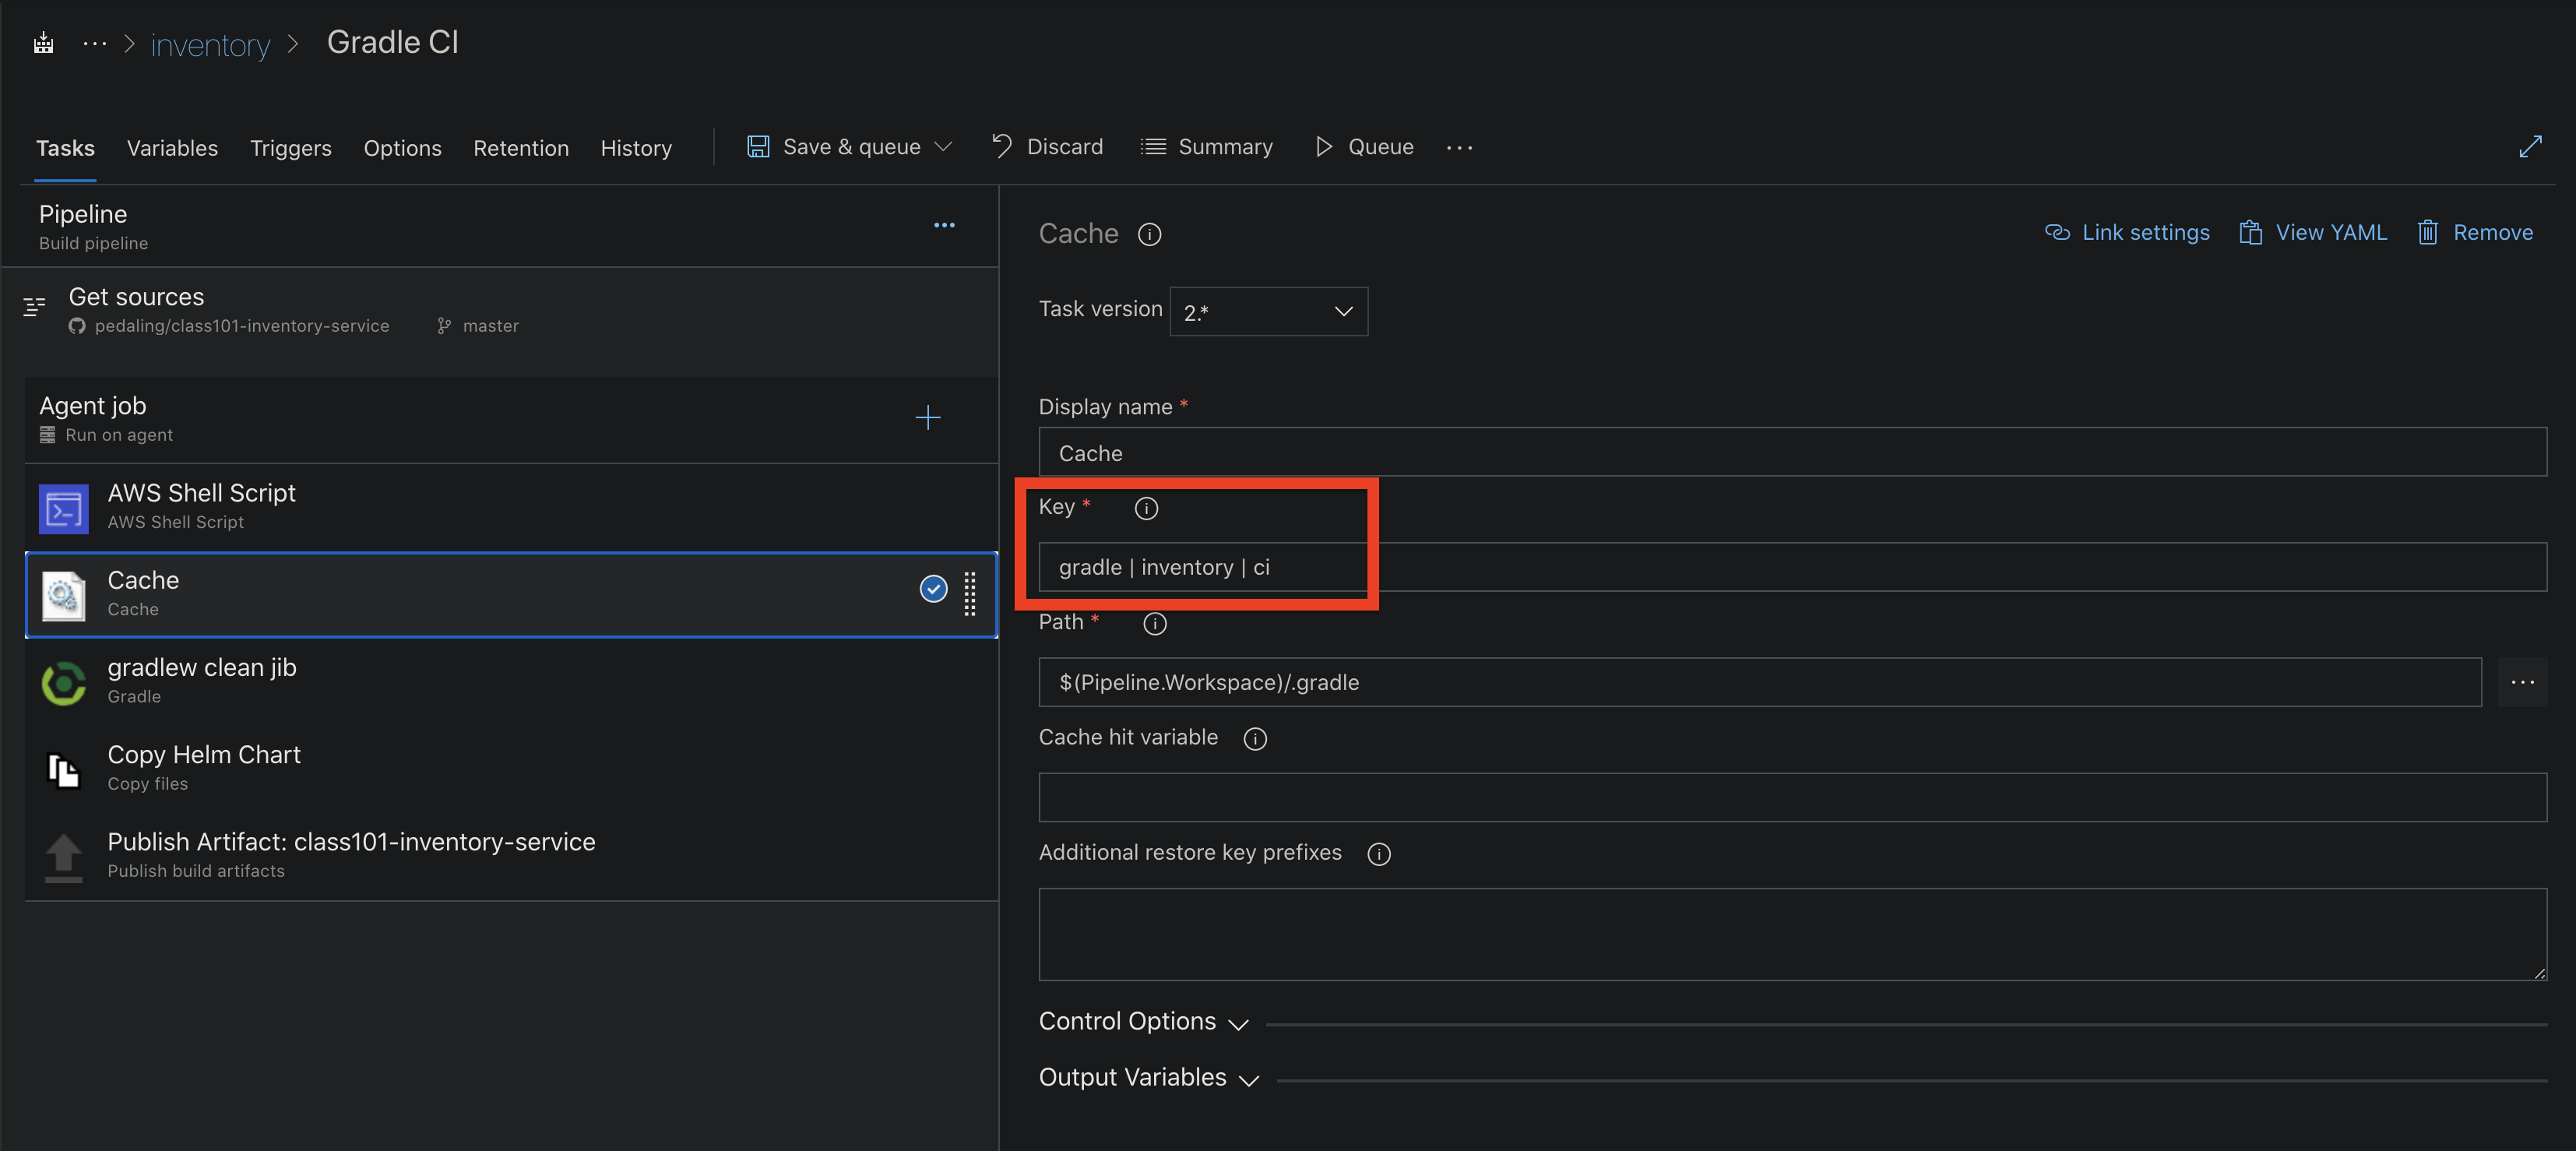 ··· > inventory > Gradle CI
Tasks Variables Triggers Options Retention History Save & queue Discard Summary Queue ···
Pipeline
Build pipeline
Get sources
pedaling/class101-inventory-service master
Agent job
Run on agent
AWS Shell Script
AWS Shell Script
Cache
Cache
gradlew clean jib
Gradle
Copy Helm Chart
Copy files
Publish Artifact: class101-inventory-service
Publish build artifacts
Cache
Link settings View YAML Remove
Task version 2.*
Display name *
Cache
Key *
gradle | inventory | ci
Path *
$(Pipeline.Workspace)/.gradle
Cache hit variable
Additional restore key prefixes
Control Options
Output Variables